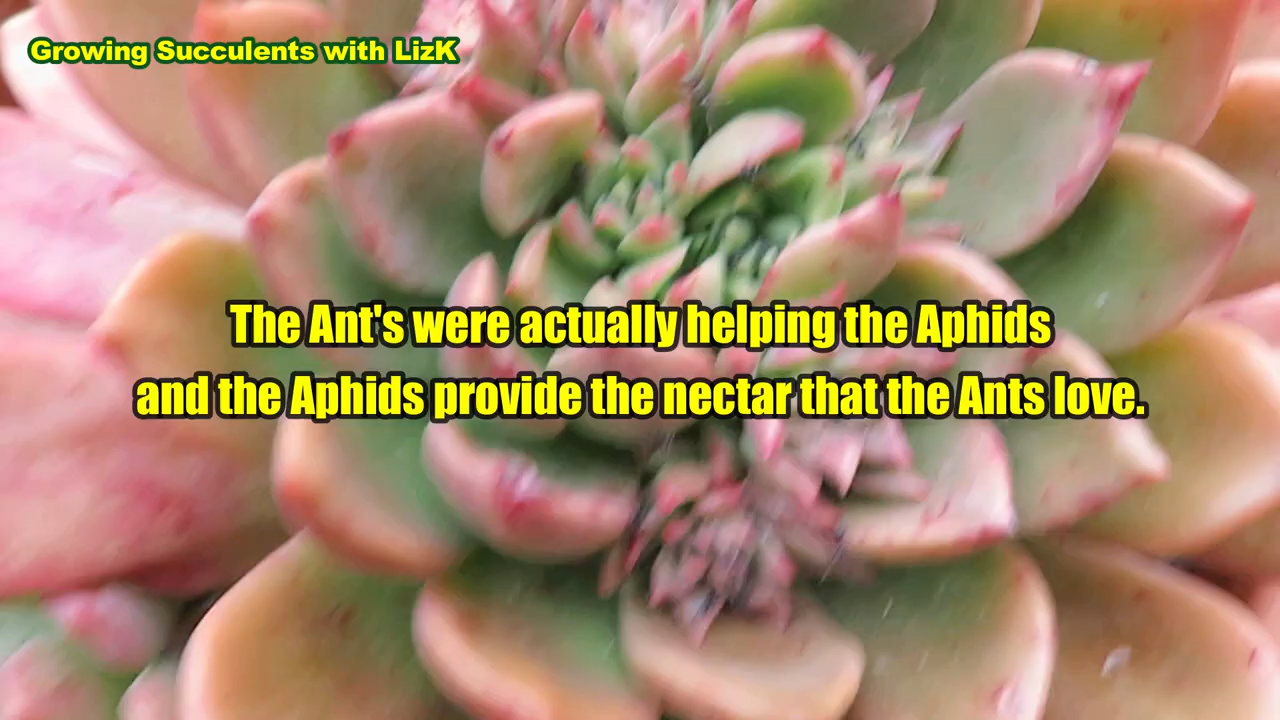 Growing Succulents with LizK
The Ant's were actually helping the Aphids
and the Aphids provide the nectar that the Ants love.